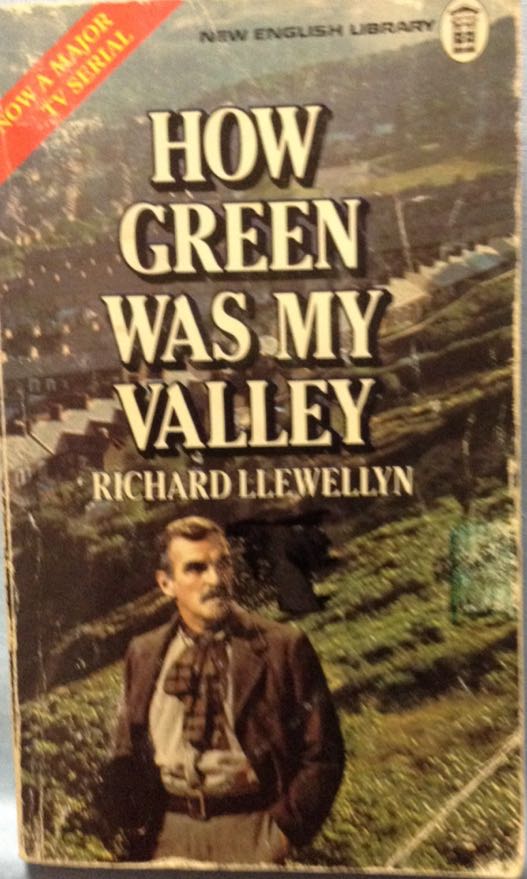 NEW ENGLISH LIBRARY
NOW A MAJOR
TV SERIAL
HOW
GREEN
WAS MY
VALLEY
RICHARD LLEWELLYN